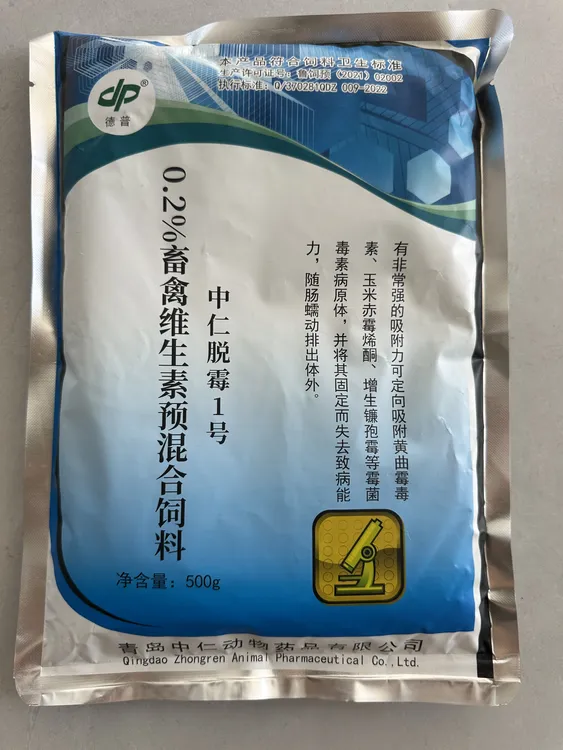 本产品符合饲料卫生标准
生产许可证号：鲁饲预（2021）02002
执行标准：Q/370281QDZ 009-2022
dp®
德普
0.2%畜禽维生素预混合饲料
中仁脱霉1号
有非常强的吸附力可定向吸附黄曲霉毒
素、玉米赤霉烯酮、增生镰孢霉等霉菌
毒素病原体，并将其固定而失去致病能
力，随肠蠕动排出体外。
净含量：500g
青岛中仁动物药品有限公司
Qingdao Zhongren Animal Pharmaceutical Co.,Ltd.